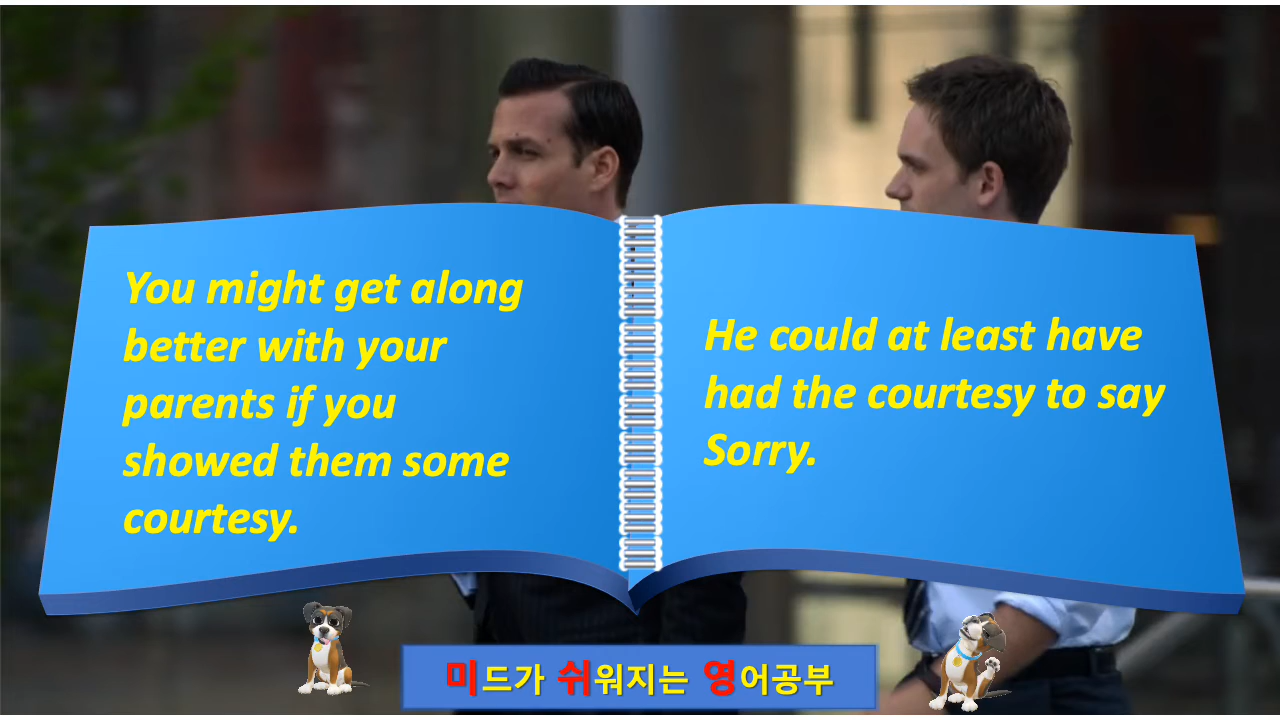 You might get along
better with your
parents if you
showed them some
courtesy.
He could at least have
had the courtesy to say
Sorry.
미드가 쉬워지는 영어공부